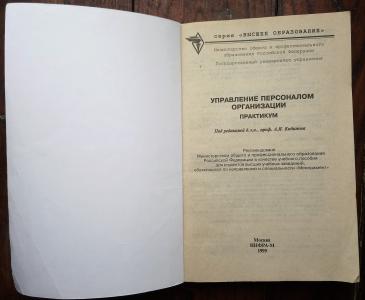 серия «ВЫСШЕЕ ОБРАЗОВАНИЕ»
Министерство общего и профессионального
образования Российской Федерации
Государственный университет управления
УПРАВЛЕНИЕ ПЕРСОНАЛОМ
ОРГАНИЗАЦИИ
ПРАКТИКУМ
Под редакцией д.э.н., проф. А.Я. Кибанова
Рекомендовано
Министерством общего и профессионального образования
Российской Федерации в качестве учебного пособия
для студентов высших учебных заведений,
обучающихся по направлению и специальности «Менеджмент»
Москва
ИНФРА-М
1999